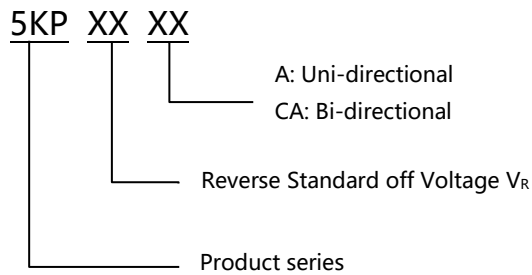 5KP XX XX
A: Uni-directional
CA: Bi-directional
Reverse Standard off Voltage VR
Product series